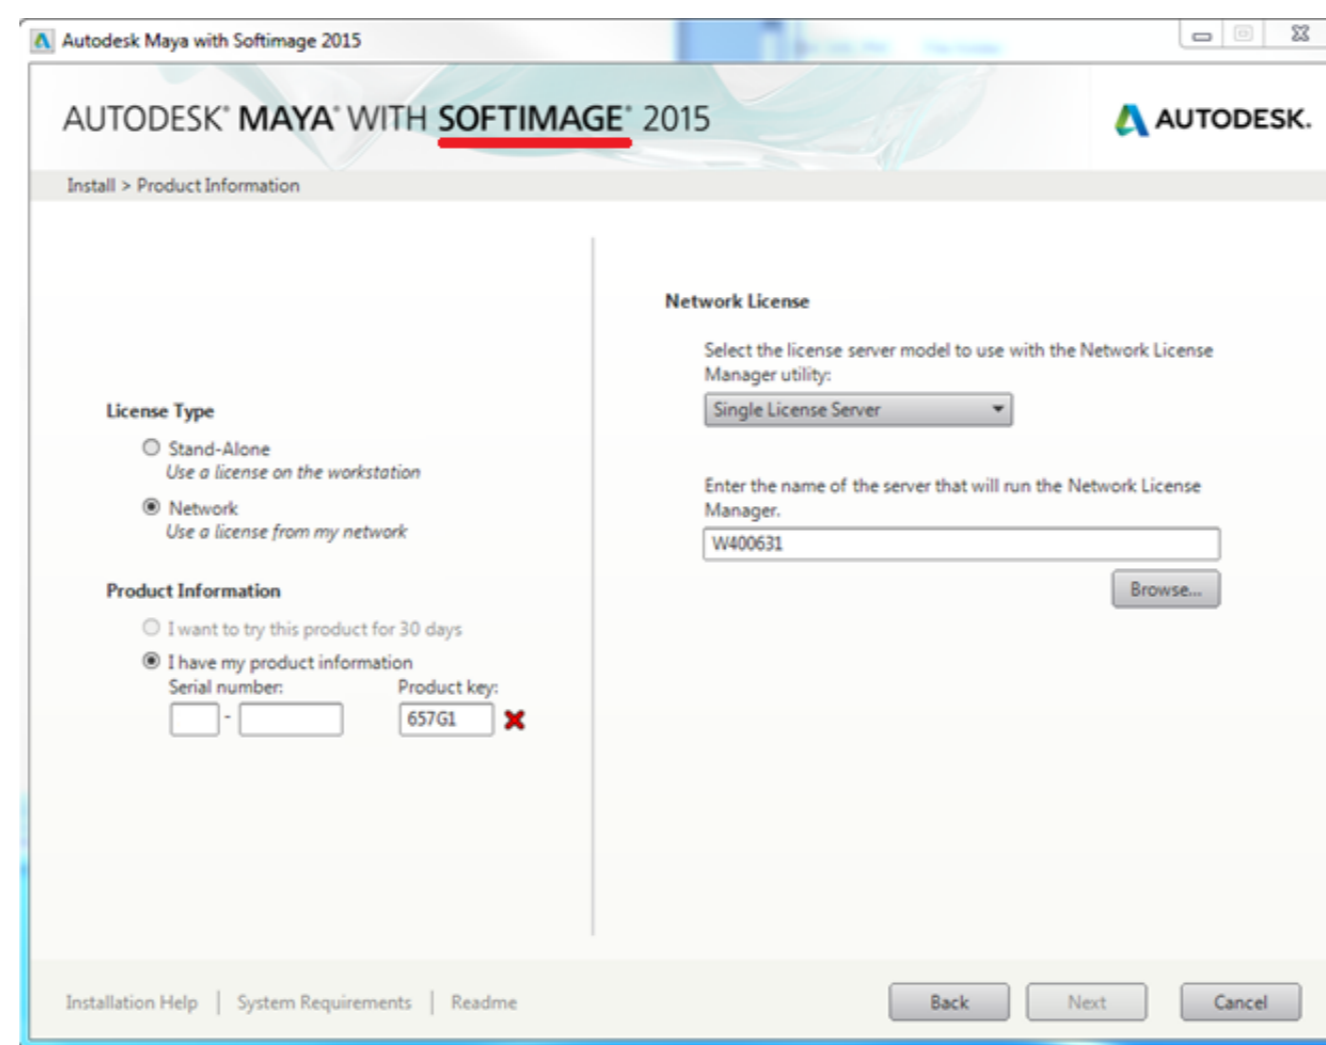 Autodesk Maya with Softimage 2015
AUTODESK® MAYA® WITH SOFTIMAGE® 2015
AUTODESK.
Install > Product Information
Network License
Select the license server model to use with the Network License
Manager utility:
Single License Server
Enter the name of the server that will run the Network License
Manager.
W400631
Browse...
License Type
Stand-Alone
Use a license on the workstation
Network
Use a license from my network
Product Information
I want to try this product for 30 days
I have my product information
Serial number: Product key:
- 657G1
Installation Help | System Requirements | Readme
Back Next Cancel